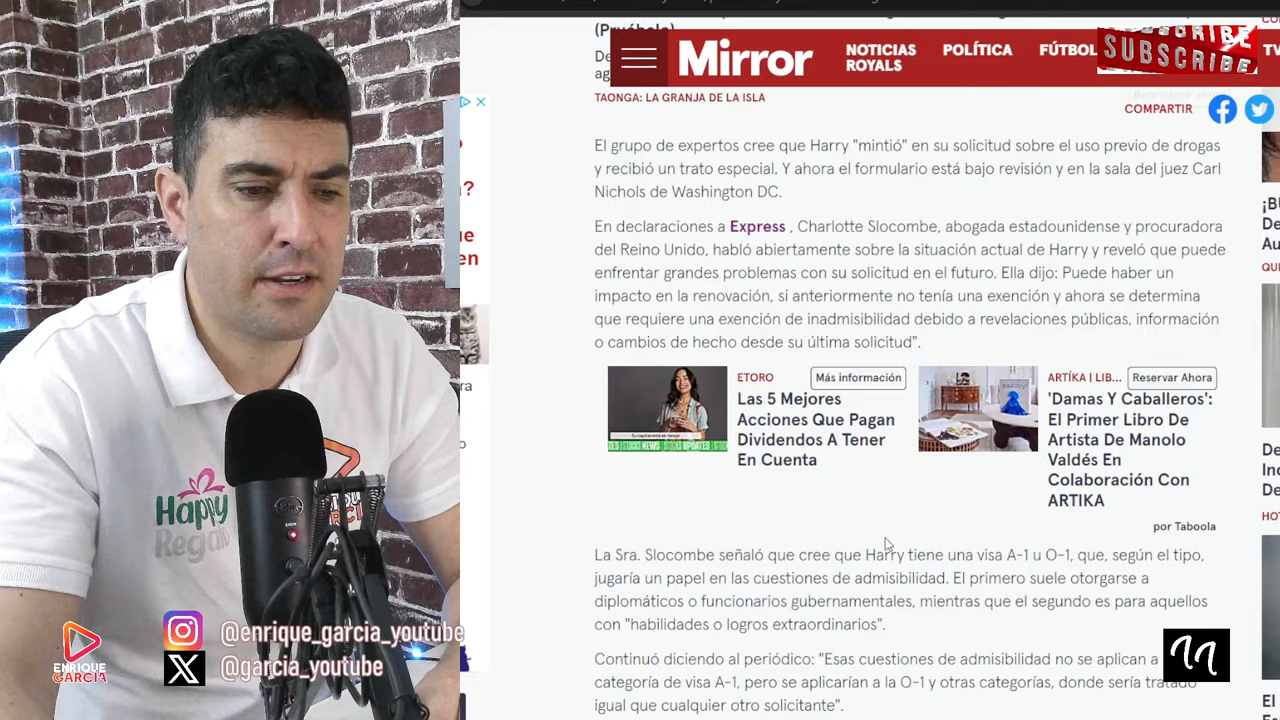 (Pruébalo)
De
ag
Mirror
NOTICIAS
ROYALS
POLÍTICA
FÚTBOL
TV
SUBSCRIBE
TAONGA: LA GRANJA DE LA ISLA
COMPARTIR
El grupo de expertos cree que Harry "mintió" en su solicitud sobre el uso previo de drogas
y recibió un trato especial. Y ahora el formulario está bajo revisión y en la sala del juez Carl
Nichols de Washington DC.
En declaraciones a Express , Charlotte Slocombe, abogada estadounidense y procuradora
del Reino Unido, habló abiertamente sobre la situación actual de Harry y reveló que puede
enfrentar grandes problemas con su solicitud en el futuro. Ella dijo: Puede haber un
impacto en la renovación, si anteriormente no tenía una exención y ahora se determina
que requiere una exención de inadmisibilidad debido a revelaciones públicas, información
o cambios de hecho desde su última solicitud".
ETORO
Más información
Las 5 Mejores
Acciones Que Pagan
Dividendos A Tener
En Cuenta
ARTÍKA | LIB...
Reservar Ahora
'Damas Y Caballeros':
El Primer Libro De
Artista De Manolo
Valdés En
Colaboración Con
ARTIKA
por Taboola
La Sra. Slocombe señaló que cree que Harry tiene una visa A-1 u O-1, que, según el tipo,
jugaría un papel en las cuestiones de admisibilidad. El primero suele otorgarse a
diplomáticos o funcionarios gubernamentales, mientras que el segundo es para aquellos
con "habilidades o logros extraordinarios".
Continuó diciendo al periódico: "Esas cuestiones de admisibilidad no se aplican a
categoría de visa A-1, pero se aplicarían a la O-1 y otras categorías, donde sería tratado
igual que cualquier otro solicitante".
Happy
Regalo
ENRIQUE
GARCIA
@enrique_garcia_youtube
@garcia_youtube